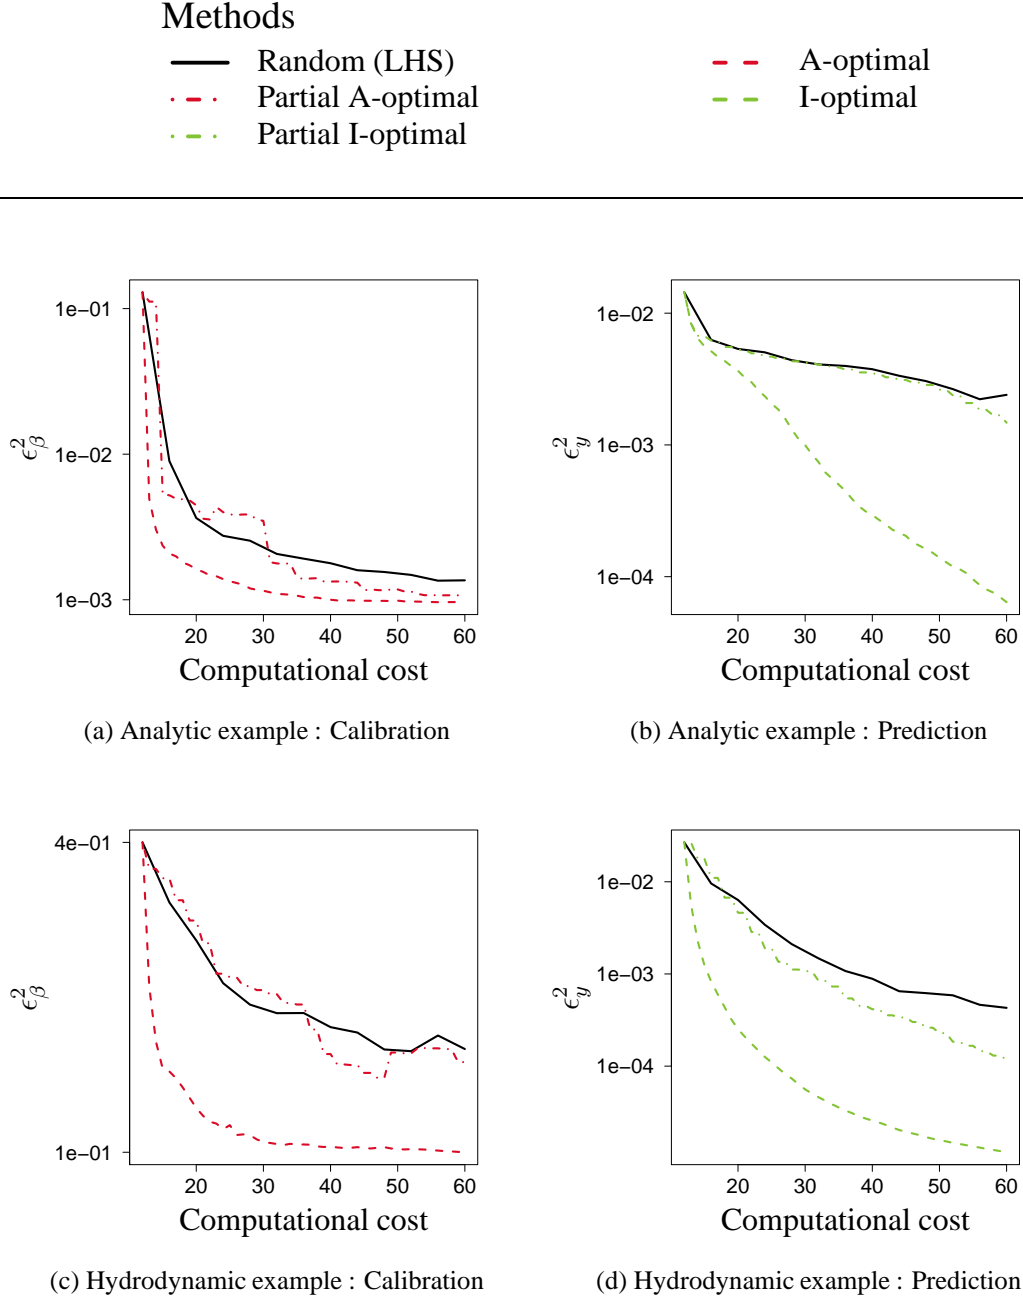 Methods
Random (LHS)
A-optimal
Partial A-optimal
I-optimal
Partial I-optimal
1e−01
1e−02
1e−03
ϵ²β
20 30 40 50 60
Computational cost
(a) Analytic example : Calibration
1e−02
1e−03
1e−04
ϵ²y
20 30 40 50 60
Computational cost
(b) Analytic example : Prediction
4e−01
1e−01
ϵ²β
20 30 40 50 60
Computational cost
(c) Hydrodynamic example : Calibration
1e−02
1e−03
1e−04
ϵ²y
20 30 40 50 60
Computational cost
(d) Hydrodynamic example : Prediction